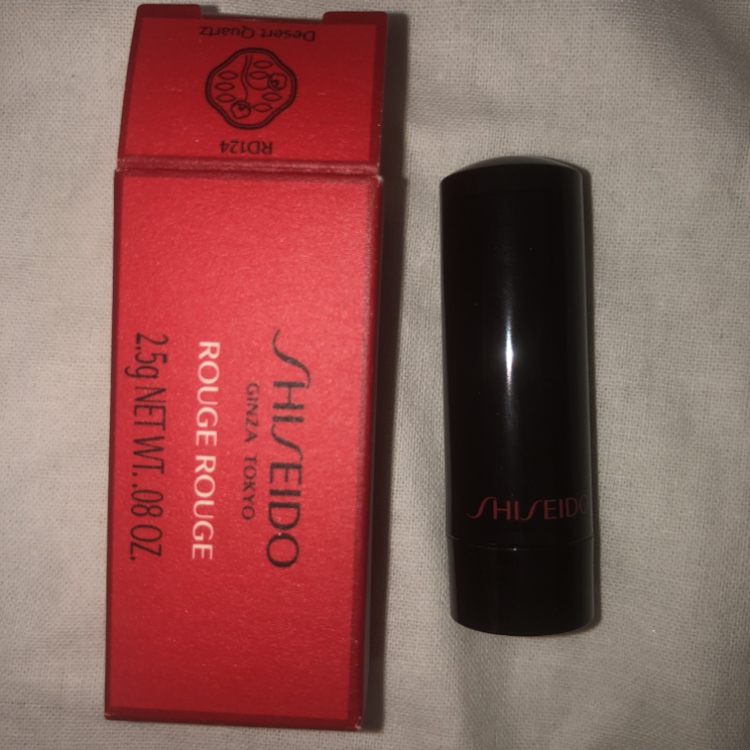 Desert Quartz
RD124
SHISEIDO
GINZA TOKYO
ROUGE ROUGE
2.5g NET WT. .08 OZ.
SHISEIDO